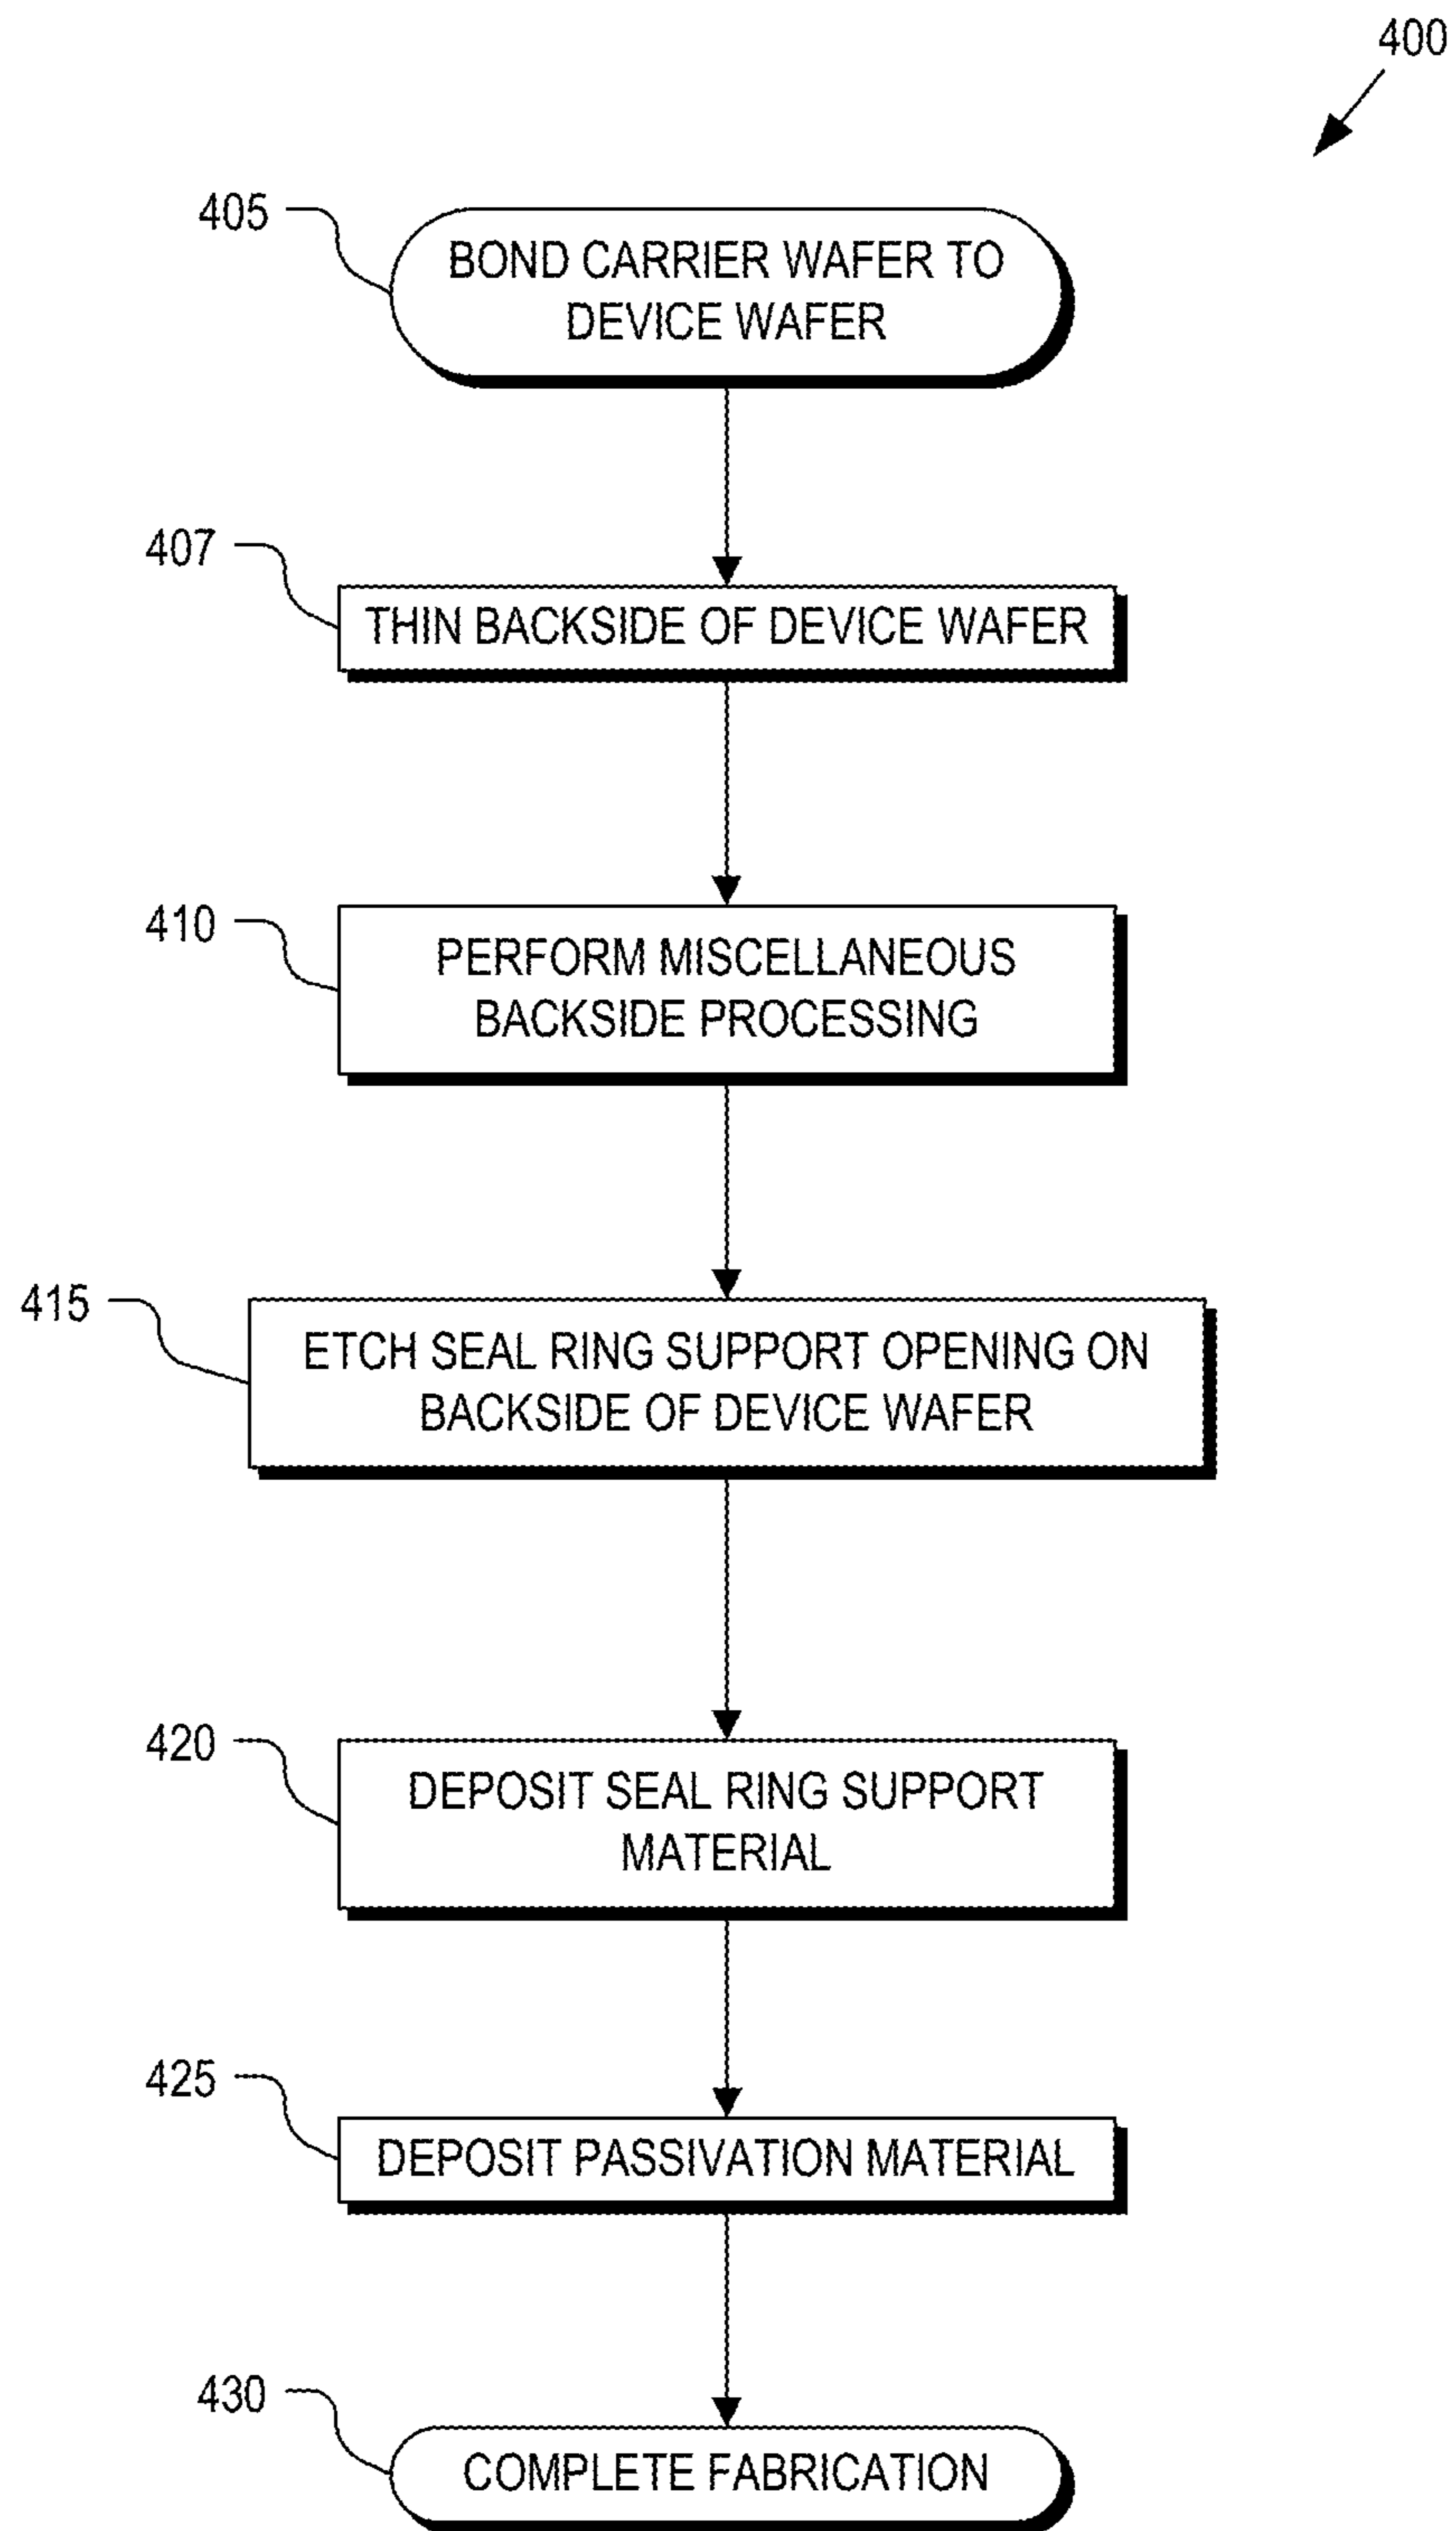 400
405
BOND CARRIER WAFER TO
DEVICE WAFER
407
THIN BACKSIDE OF DEVICE WAFER
410
PERFORM MISCELLANEOUS
BACKSIDE PROCESSING
415
ETCH SEAL RING SUPPORT OPENING ON
BACKSIDE OF DEVICE WAFER
420
DEPOSIT SEAL RING SUPPORT
MATERIAL
425
DEPOSIT PASSIVATION MATERIAL
430
COMPLETE FABRICATION